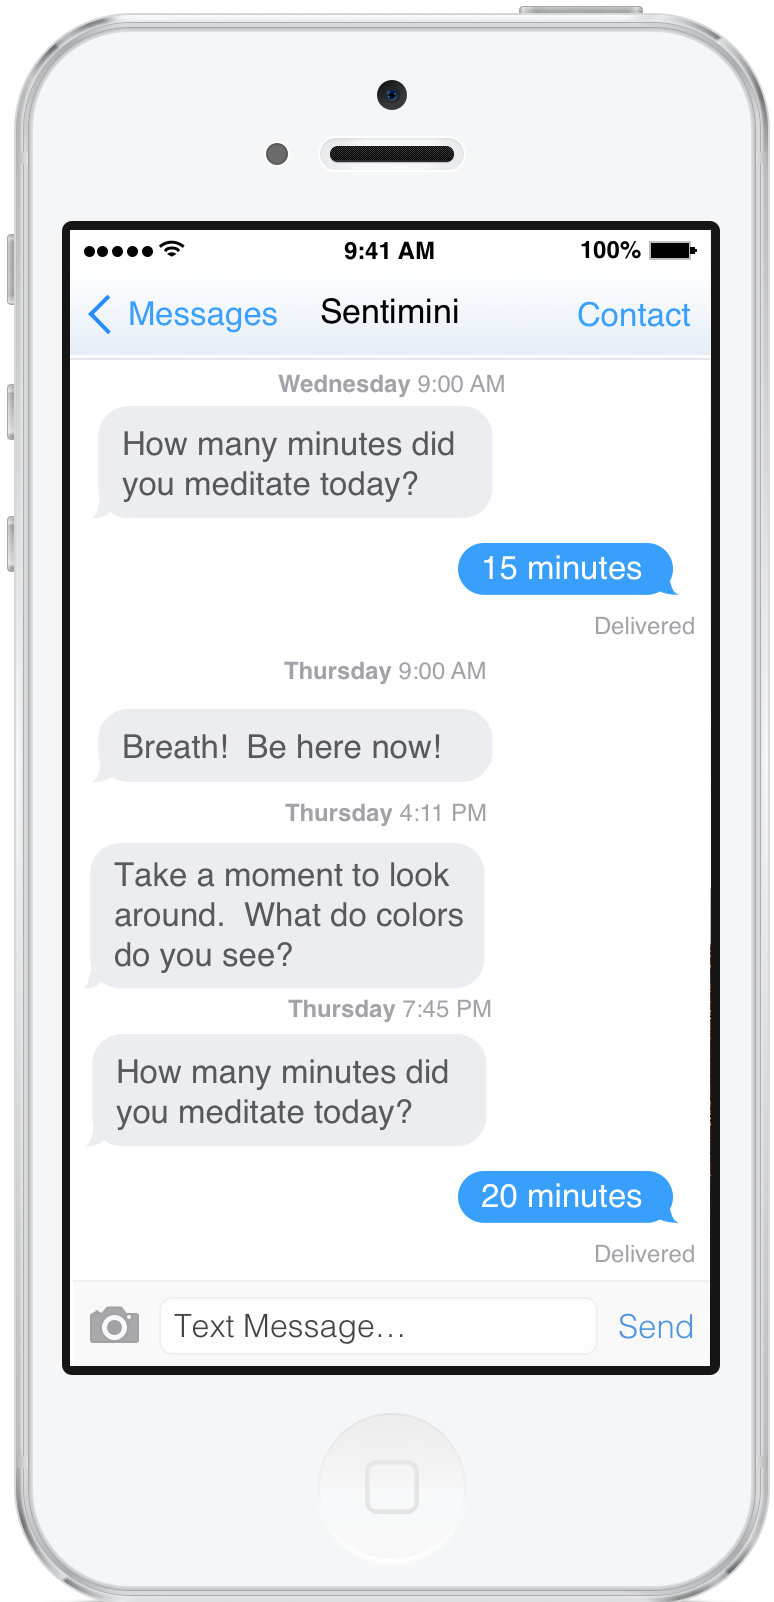 9:41 AM 100%
Messages Sentimini Contact
Wednesday 9:00 AM
How many minutes did
you meditate today?
15 minutes
Delivered
Thursday 9:00 AM
Breath!  Be here now!
Thursday 4:11 PM
Take a moment to look
around.  What do colors
do you see?
Thursday 7:45 PM
How many minutes did
you meditate today?
20 minutes
Delivered
Text Message... Send